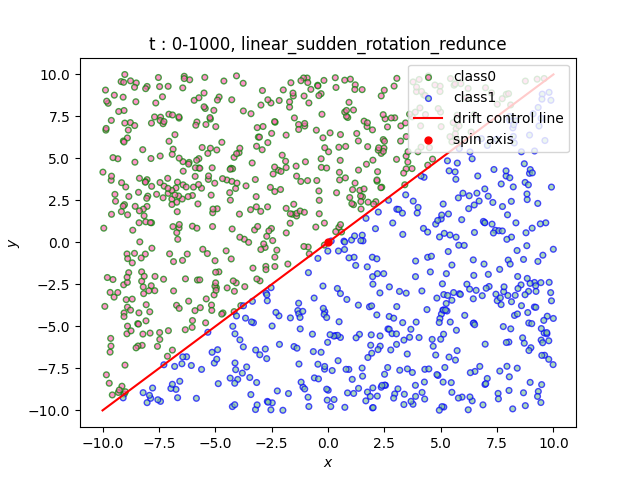 t : 0-1000, linear_sudden_rotation_redunce
class0
class1
drift control line
spin axis
10.0
7.5
5.0
2.5
0.0
−2.5
−5.0
−7.5
−10.0
y
−10.0 −7.5 −5.0 −2.5 0.0 2.5 5.0 7.5 10.0
x